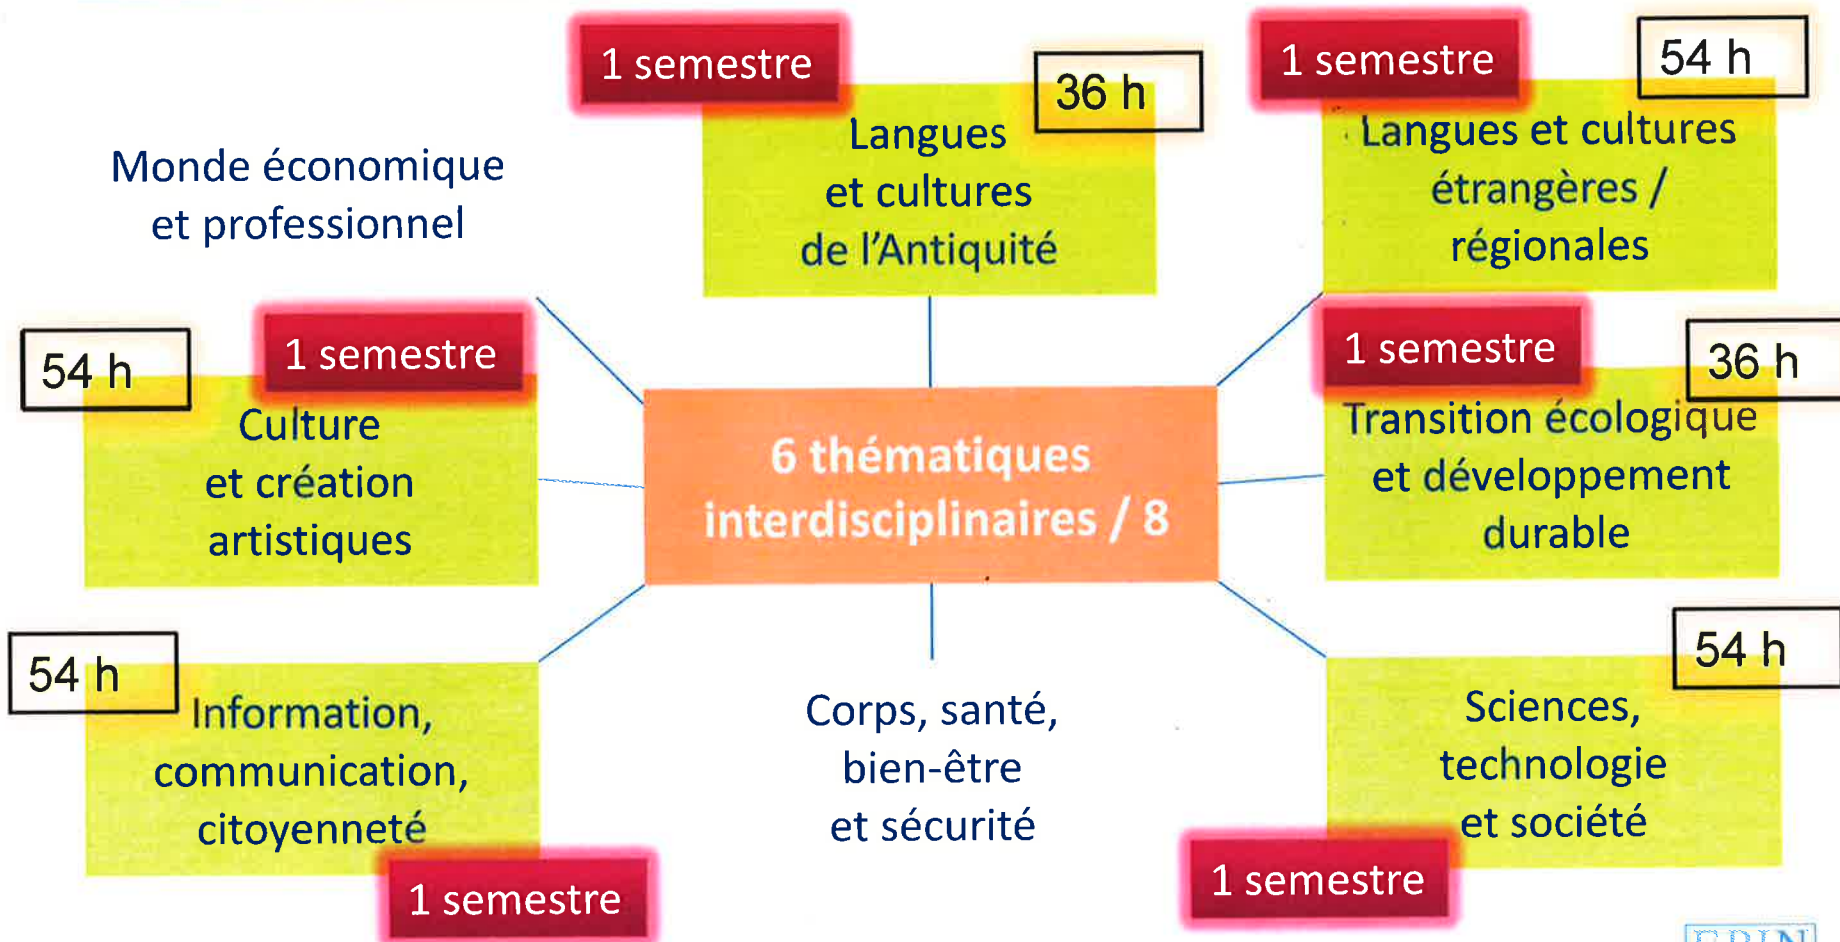 1 semestre
36 h
Langues
et cultures
de l'Antiquité
1 semestre
54 h
Langues et cultures
étrangères /
régionales
Monde économique
et professionnel
54 h
1 semestre
Culture
et création
artistiques
6 thématiques
interdisciplinaires / 8
1 semestre
36 h
Transition écologique
et développement
durable
54 h
Information,
communication,
citoyenneté
1 semestre
Corps, santé,
bien-être
et sécurité
54 h
Sciences,
technologie
et société
1 semestre